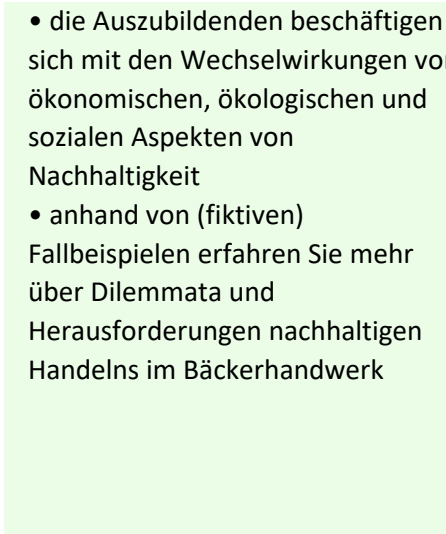 • die Auszubildenden beschäftigen
sich mit den Wechselwirkungen vo
ökonomischen, ökologischen und
sozialen Aspekten von
Nachhaltigkeit
• anhand von (fiktiven)
Fallbeispielen erfahren Sie mehr
über Dilemmata und
Herausforderungen nachhaltigen
Handelns im Bäckerhandwerk